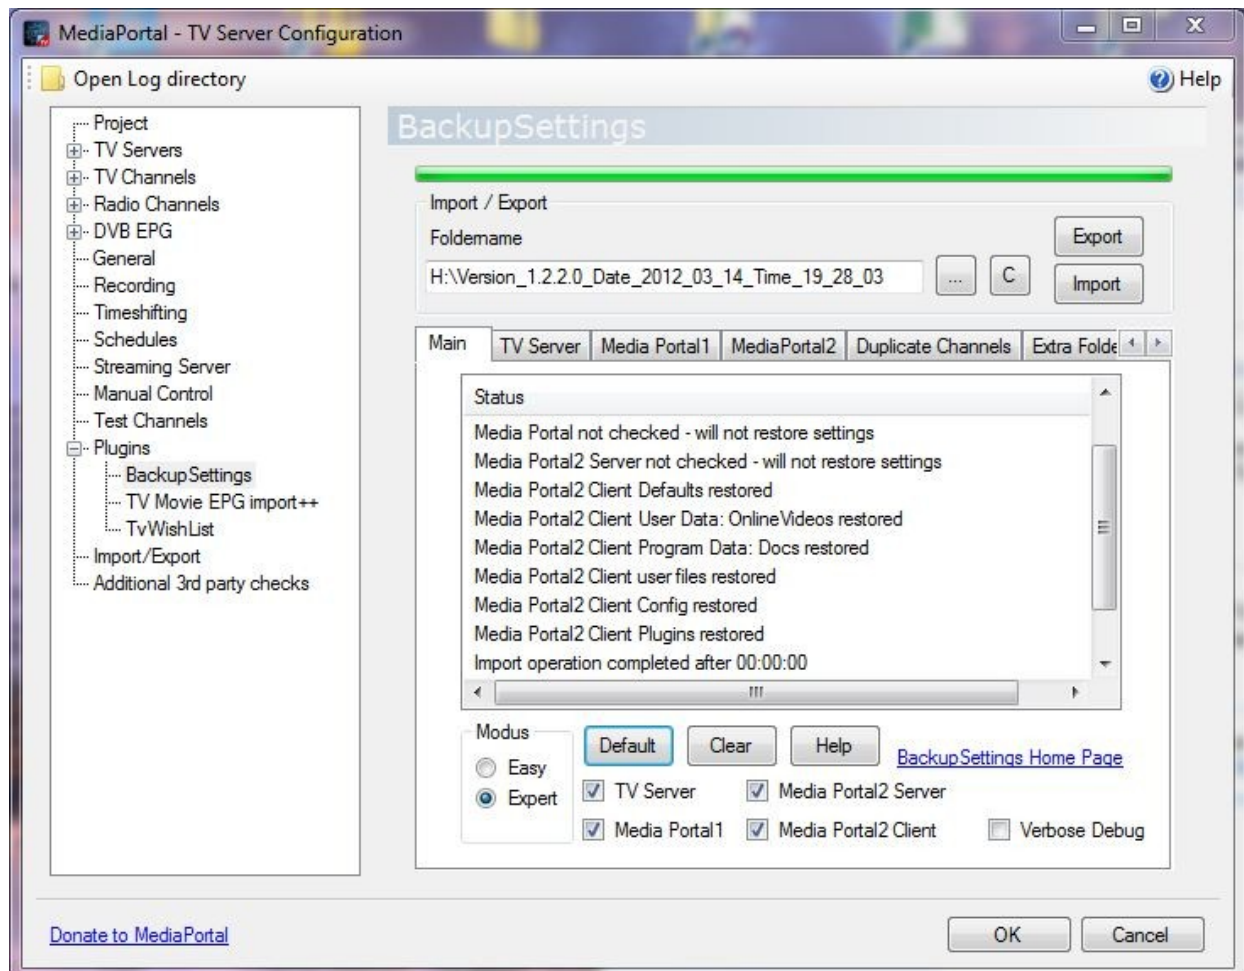 MediaPortal - TV Server Configuration
Open Log directory
Help
Project
TV Servers
TV Channels
Radio Channels
DVB EPG
General
Recording
Timeshifting
Schedules
Streaming Server
Manual Control
Test Channels
Plugins
BackupSettings
TV Movie EPG import++
TvWishList
Import/Export
Additional 3rd party checks
BackupSettings
Import / Export
Foldername
Export
H:\Version_1.2.2.0_Date_2012_03_14_Time_19_28_03
...
C
Import
Main TV Server Media Portal1 MediaPortal2 Duplicate Channels Extra Folde
Status
Media Portal not checked - will not restore settings
Media Portal2 Server not checked - will not restore settings
Media Portal2 Client Defaults restored
Media Portal2 Client User Data: OnlineVideos restored
Media Portal2 Client Program Data: Docs restored
Media Portal2 Client user files restored
Media Portal2 Client Config restored
Media Portal2 Client Plugins restored
Import operation completed after 00:00:00
Modus
Easy
Expert
Default Clear Help BackupSettings Home Page
TV Server Media Portal2 Server
Media Portal1 Media Portal2 Client Verbose Debug
Donate to MediaPortal
OK Cancel